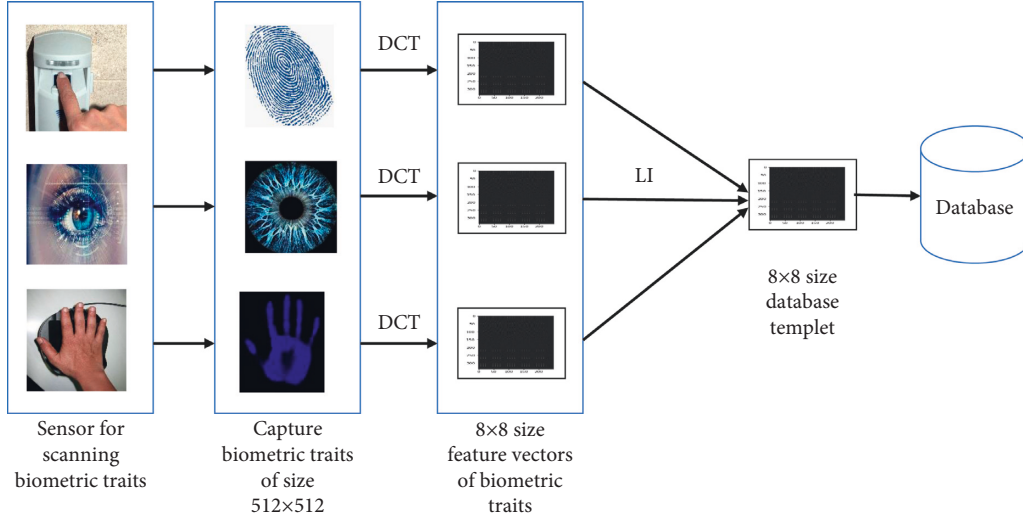 DCT
DCT
DCT
LI
Database
8×8 size
database
templet
Sensor for
scanning
biometric traits
Capture
biometric traits
of size
512×512
8×8 size
feature vectors
of biometric
traits